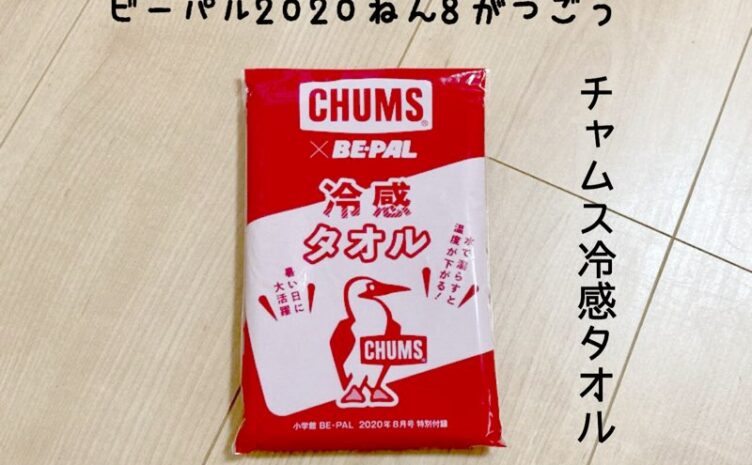 ビーパル2020ねん8がつごう
チャムス冷感タオル
CHUMS®
×BE-PAL
冷感
タオル
水で濡らすと
温度が下がる!
暑い日に
大活躍
CHUMS®
小学館 BE-PAL 2020年8月号 特別付録